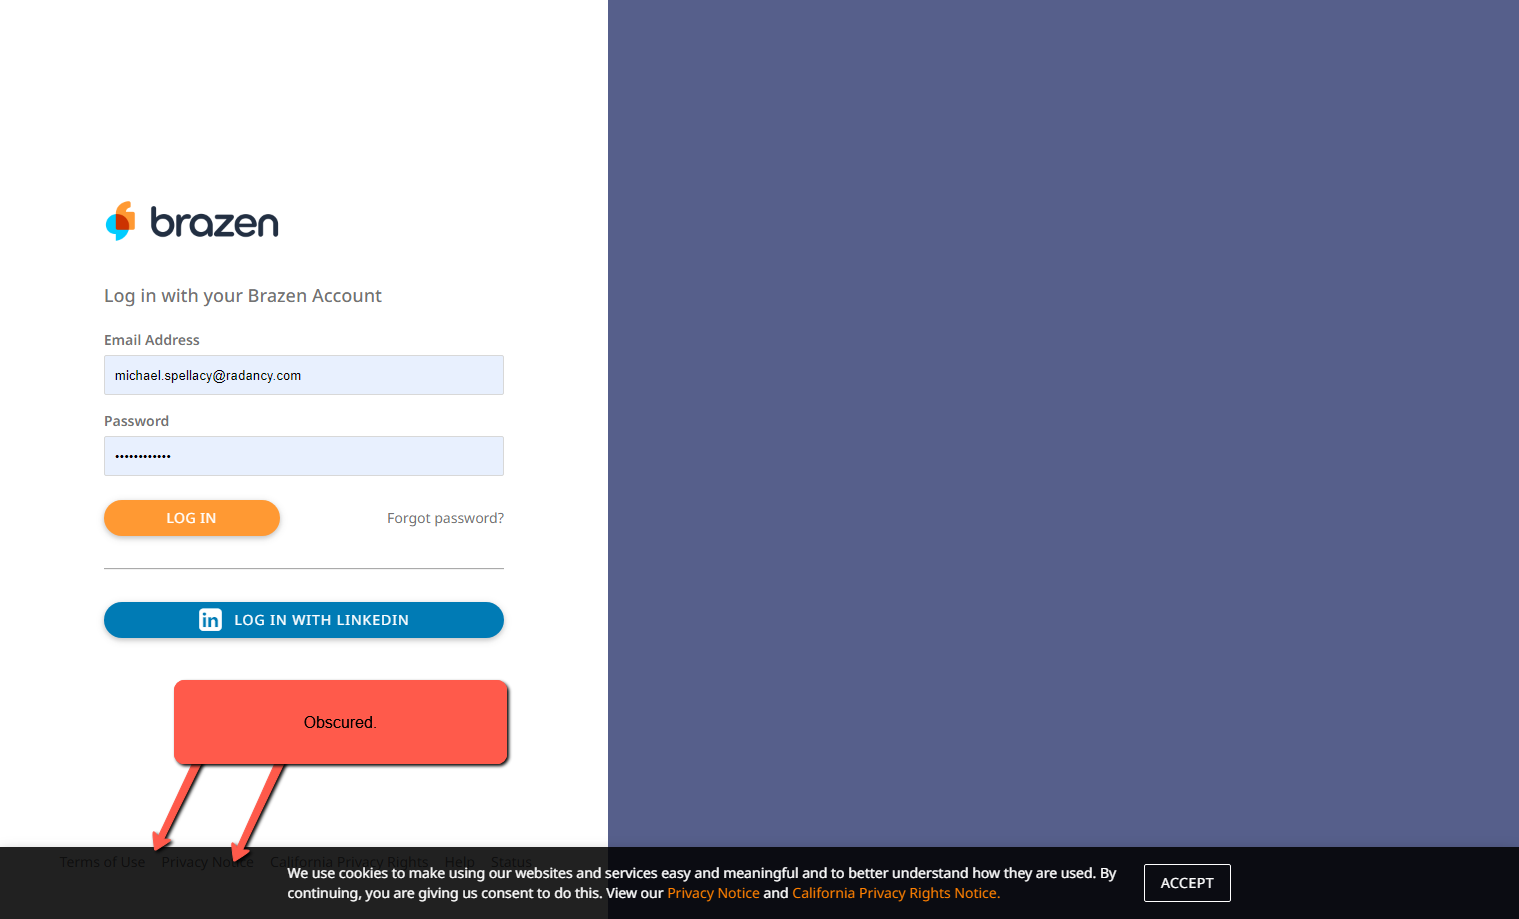 brazen
Log in with your Brazen Account
Email Address
michael.spellacy@radancy.com
Password
••••••••••••
LOG IN
Forgot password?
in LOG IN WITH LINKEDIN
Obscured.
Terms of Use Privacy Notice California Privacy Rights Help Status
We use cookies to make using our websites and services easy and meaningful and to better understand how they are used. By
continuing, you are giving us consent to do this. View our Privacy Notice and California Privacy Rights Notice.
ACCEPT